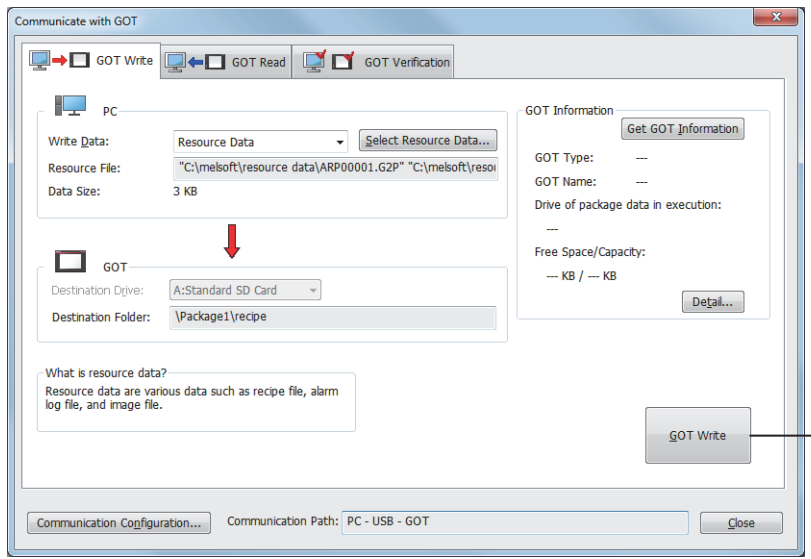 Communicate with GOT
GOT Write
GOT Read
GOT Verification
PC
Write Data:
Resource Data
Select Resource Data...
Resource File:
"C:\melsoft\resource data\ARP00001.G2P" "C:\melsoft\resou
Data Size:
3 KB
GOT
Destination Drive:
A:Standard SD Card
Destination Folder:
\Package1\recipe
What is resource data?
Resource data are various data such as recipe file, alarm
log file, and image file.
GOT Information
Get GOT Information
GOT Type:
---
GOT Name:
---
Drive of package data in execution:
---
Free Space/Capacity:
--- KB / --- KB
Detail...
GOT Write
Communication Configuration...
Communication Path:
PC - USB - GOT
Close